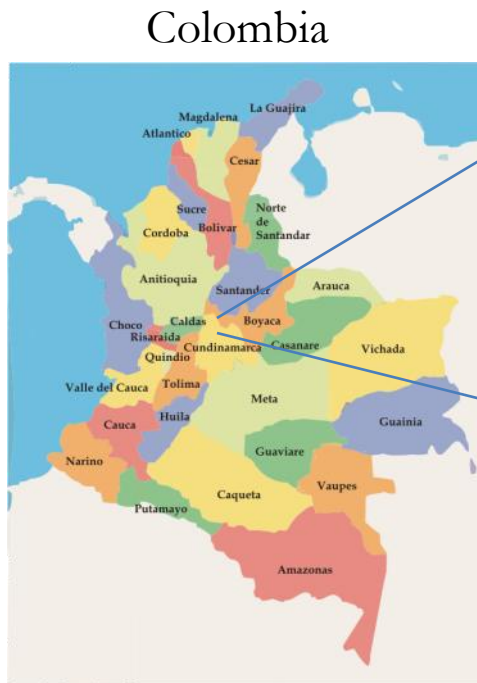 Colombia
La Guajira
Magdalena
Atlantico
Cesar
Sucre
Norte
de
Santandar
Bolivar
Cordoba
Santander
Arauca
Anitioquia
Choco
Caldas
Boyaca
Risaraida
Casanare
Cundinamarca
Vichada
Quindio
Valle del Cauca
Tolima
Meta
Huila
Guainia
Cauca
Guaviare
Narino
Vaupes
Caqueta
Putamayo
Amazonas